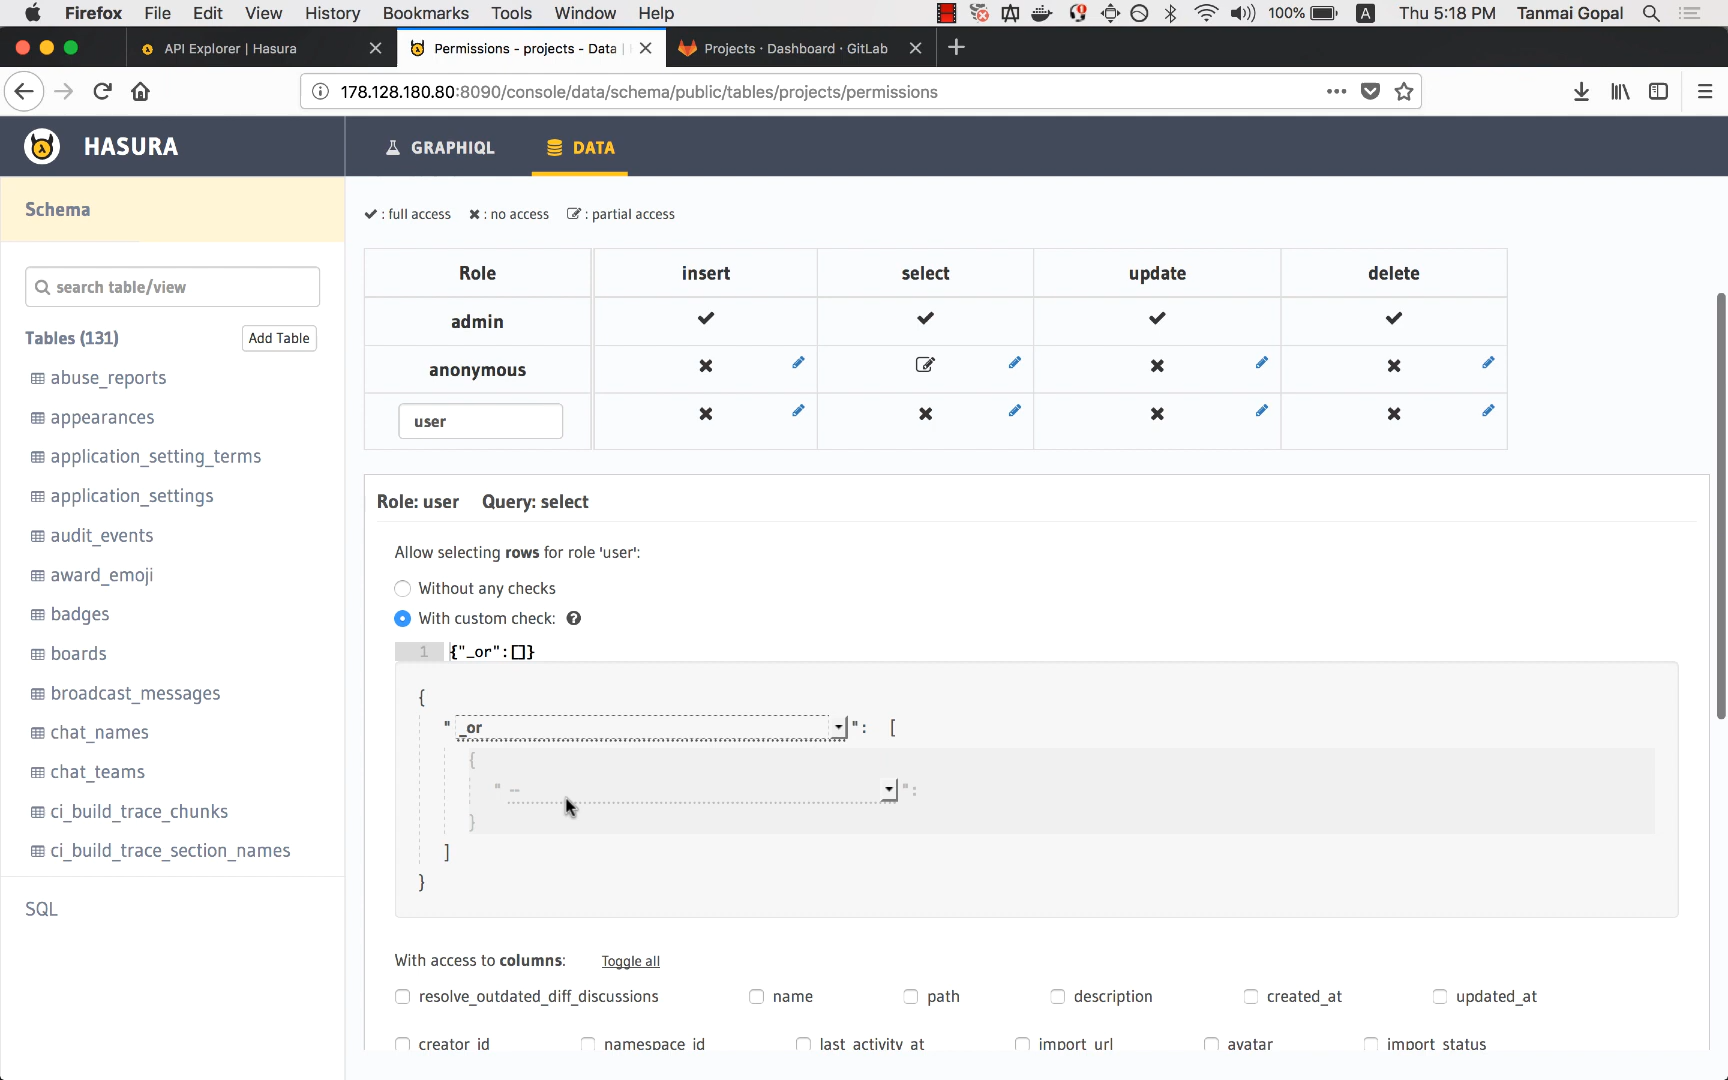 Firefox File Edit View History Bookmarks Tools Window Help 100% A Thu 5:18 PM Tanmai Gopal
API Explorer | Hasura
Permissions - projects - Data |
Projects · Dashboard · GitLab
178.128.180.80:8090/console/data/schema/public/tables/projects/permissions
HASURA
GRAPHIQL
DATA
Schema
search table/view
Tables (131)
Add Table
abuse_reports
appearances
application_setting_terms
application_settings
audit_events
award_emoji
badges
boards
broadcast_messages
chat_names
chat_teams
ci_build_trace_chunks
ci_build_trace_section_names
SQL
: full access : no access : partial access
Role insert select update delete
admin
anonymous
user
Role: user Query: select
Allow selecting rows for role 'user':
Without any checks
With custom check:
1 {"_or":[]}
{
" _or ": [
{
" -- ":
}
]
}
With access to columns: Toggle all
resolve_outdated_diff_discussions name path description created_at updated_at
creator_id namespace_id last_activity_at import_url avatar import_status